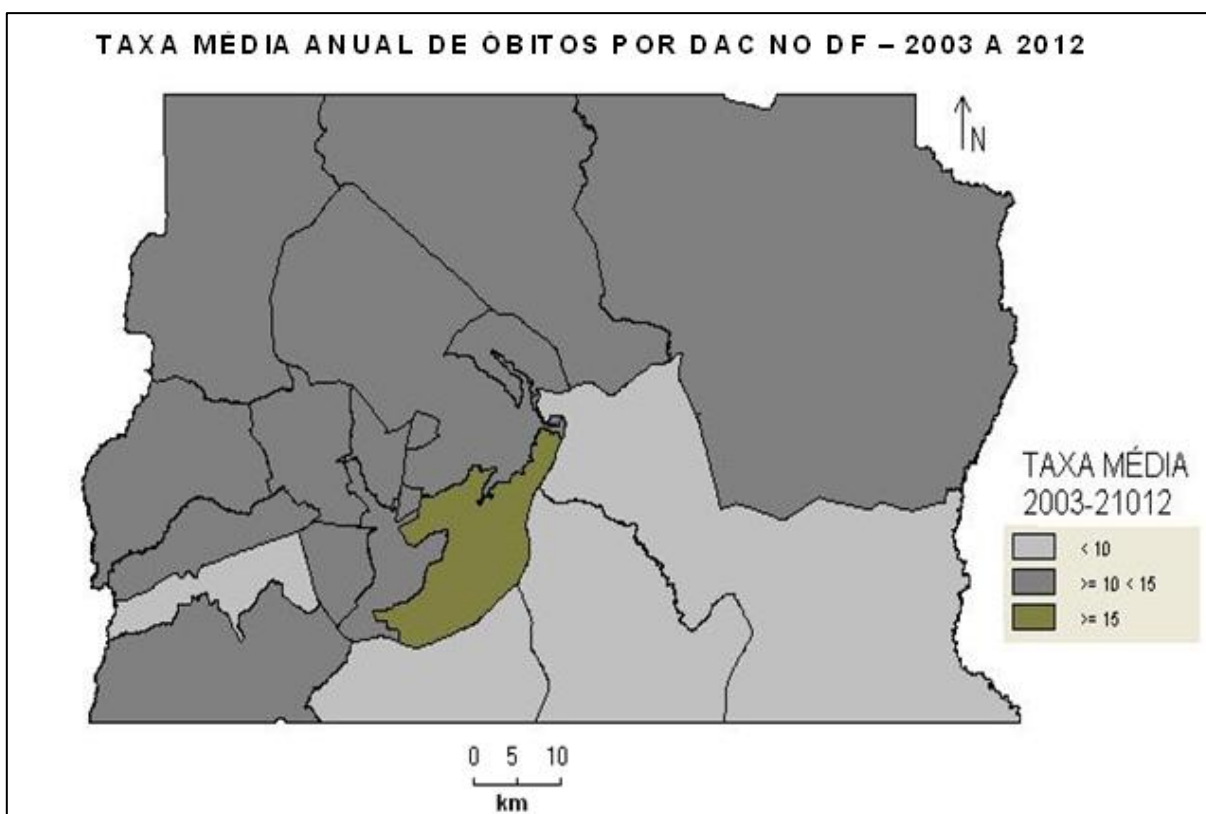 TAXA MÉDIA ANUAL DE ÓBITOS POR DAC NO DF – 2003 A 2012
N
TAXA MÉDIA
2003-21012
< 10
>= 10 < 15
>= 15
0 5 10
km